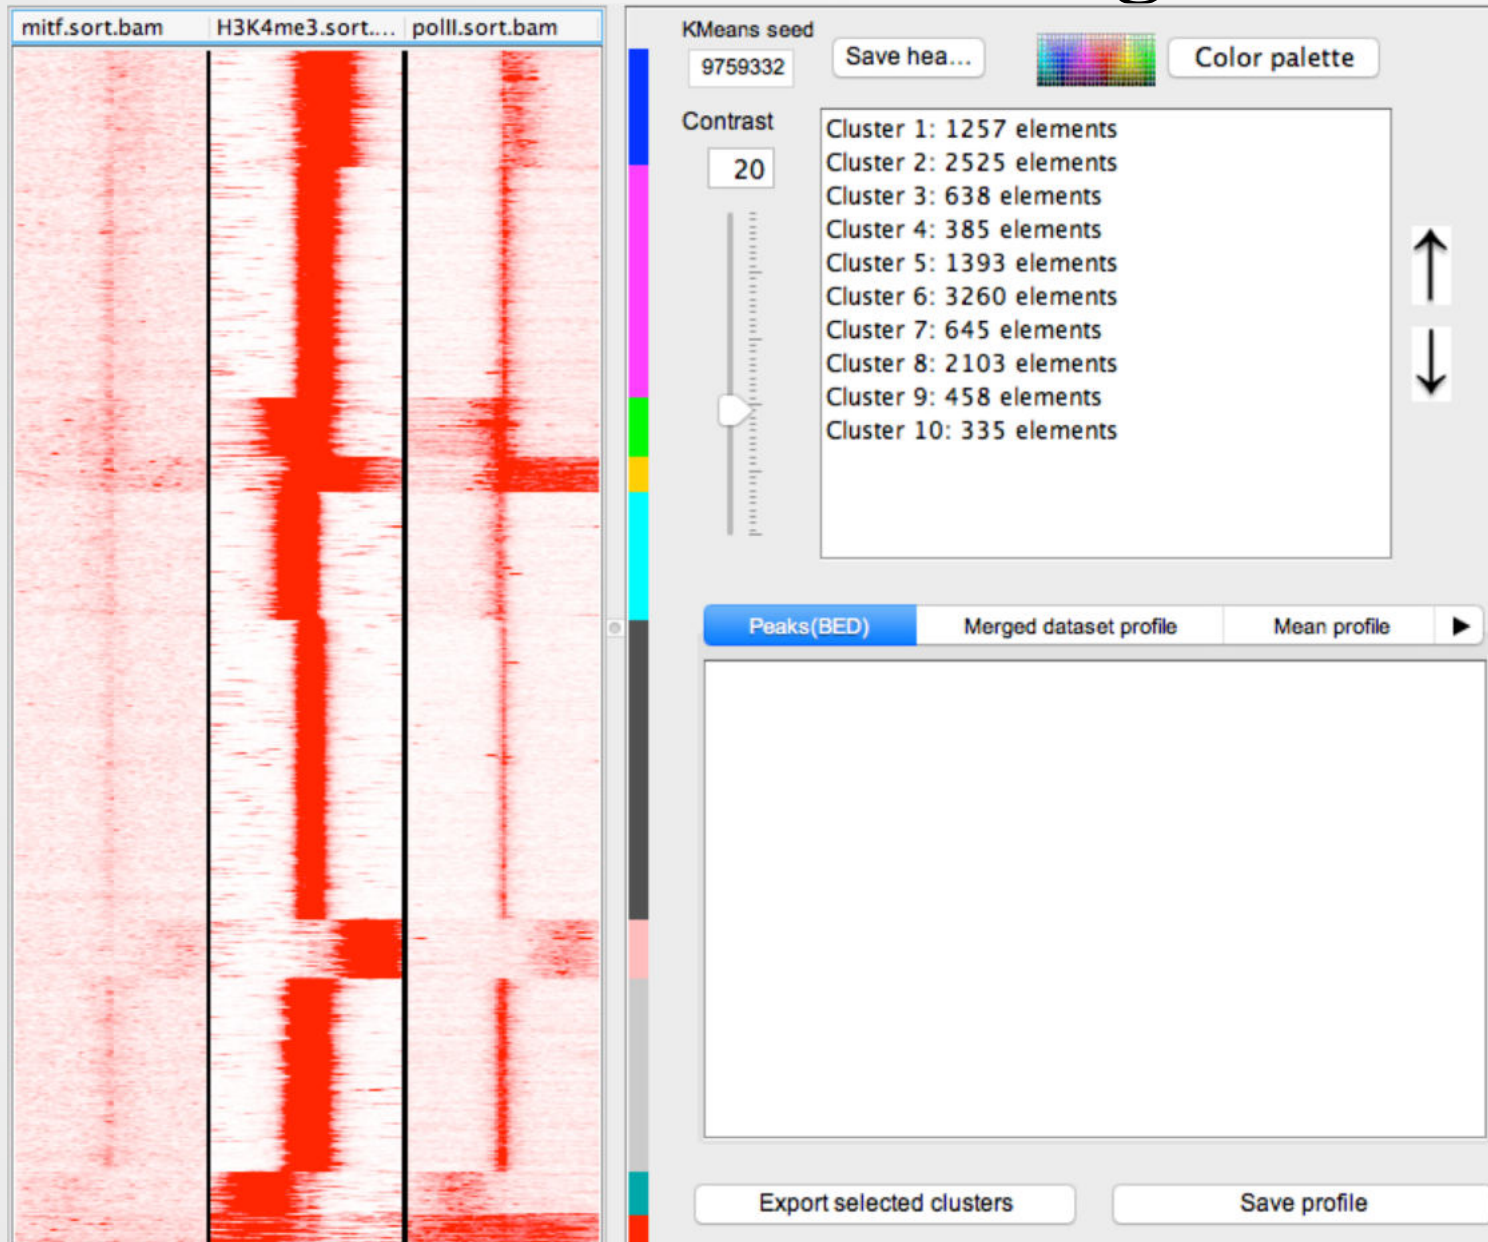 mitf.sort.bam H3K4me3.sort.... polII.sort.bam
KMeans seed
9759332
Save hea...
Color palette
Contrast
20
Cluster 1: 1257 elements
Cluster 2: 2525 elements
Cluster 3: 638 elements
Cluster 4: 385 elements
Cluster 5: 1393 elements
Cluster 6: 3260 elements
Cluster 7: 645 elements
Cluster 8: 2103 elements
Cluster 9: 458 elements
Cluster 10: 335 elements
Peaks(BED) Merged dataset profile Mean profile
Export selected clusters Save profile